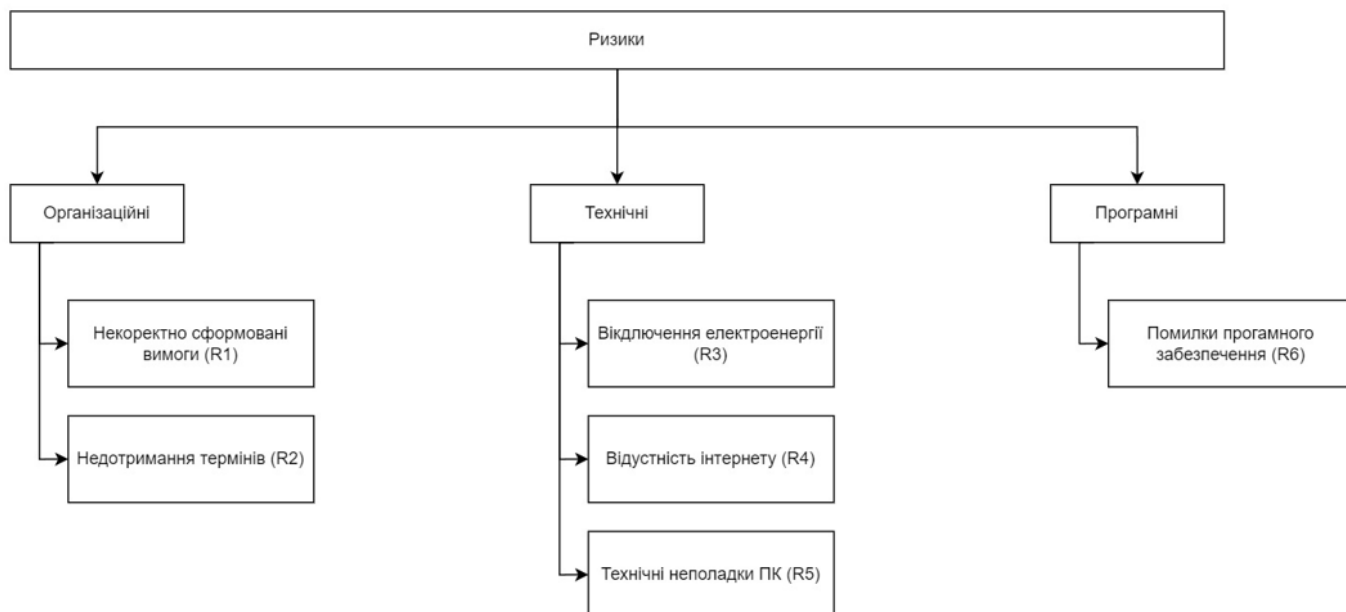 Ризики
Організаційні
Технічні
Програмні
Некоректно сформовані
вимоги (R1)
Вікдлючення електроенергії
(R3)
Помилки прогамного
забезпечення (R6)
Недотримання термінів (R2)
Відустність інтернету (R4)
Технічні неполадки ПК (R5)